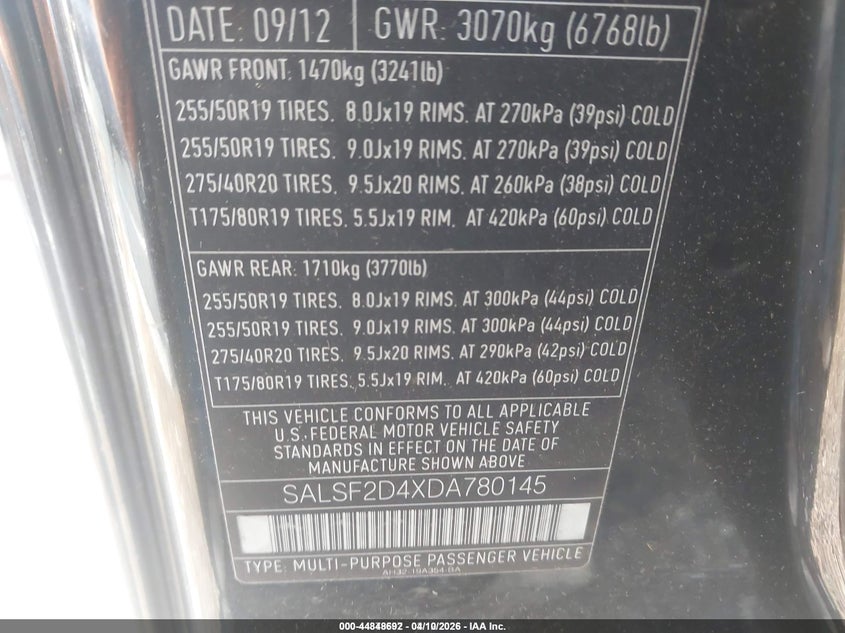 DATE: 09/12 GWR: 3070kg (6768lb)
GAWR FRONT: 1470kg (3241lb)
255/50R19 TIRES. 8.0Jx19 RIMS. AT 270kPa (39psi) COLD
255/50R19 TIRES. 9.0Jx19 RIMS. AT 270kPa (39psi) COLD
275/40R20 TIRES. 9.5Jx20 RIMS. AT 260kPa (38psi) COLD
T175/80R19 TIRES. 5.5Jx19 RIM. AT 420kPa (60psi) COLD
GAWR REAR: 1710kg (3770lb)
255/50R19 TIRES. 8.0Jx19 RIMS. AT 300kPa (44psi) COLD
255/50R19 TIRES. 9.0Jx19 RIMS. AT 300kPa (44psi) COLD
275/40R20 TIRES. 9.5Jx20 RIMS. AT 290kPa (42psi) COLD
T175/80R19 TIRES. 5.5Jx19 RIM. AT 420kPa (60psi) COLD
THIS VEHICLE CONFORMS TO ALL APPLICABLE
U.S. FEDERAL MOTOR VEHICLE SAFETY
STANDARDS IN EFFECT ON THE DATE OF
MANUFACTURE SHOWN ABOVE
SALSF2D4XDA780145
TYPE: MULTI-PURPOSE PASSENGER VEHICLE
AH32-19A354-BA
000-44848692 - 04/10/2026 - IAA Inc.